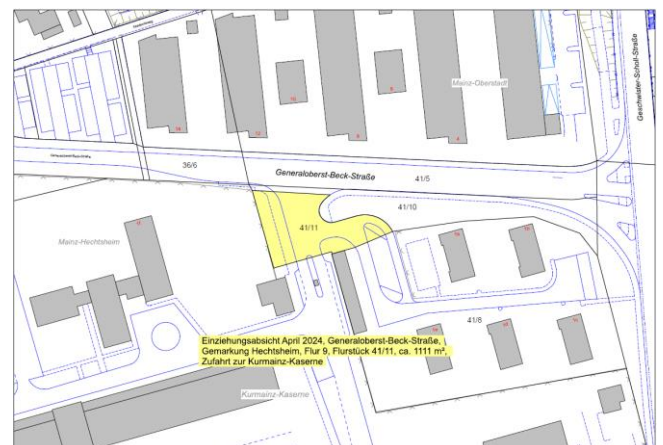 Mainz-Oberstadt
Geschwister-Scholl-Straße
36/6
Generaloberst-Beck-Straße
41/5
41/10
41/11
Mainz-Hechtsheim
41/8
Einziehungsabsicht April 2024, Generaloberst-Beck-Straße,
Gemarkung Hechtsheim, Flur 9, Flurstück 41/11, ca. 1111 m²,
Zufahrt zur Kurmainz-Kaserne
Kurmainz-Kaserne